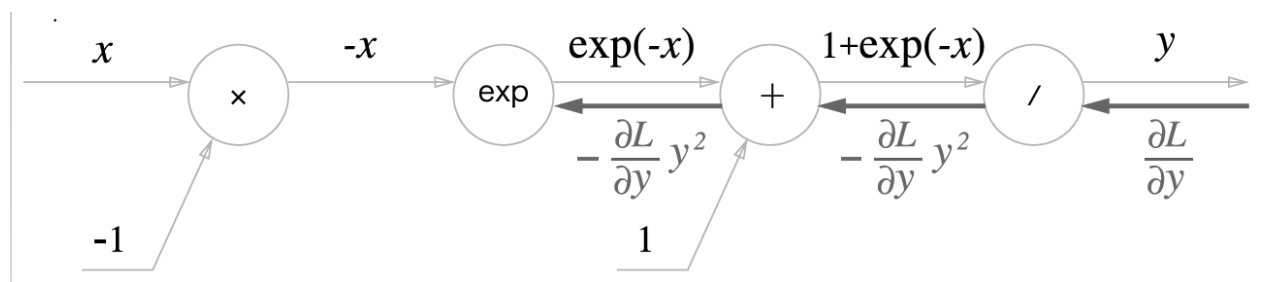 x -x exp(-x) 1+exp(-x) y
× exp + /
- ∂L/∂y y² - ∂L/∂y y² ∂L/∂y
-1 1